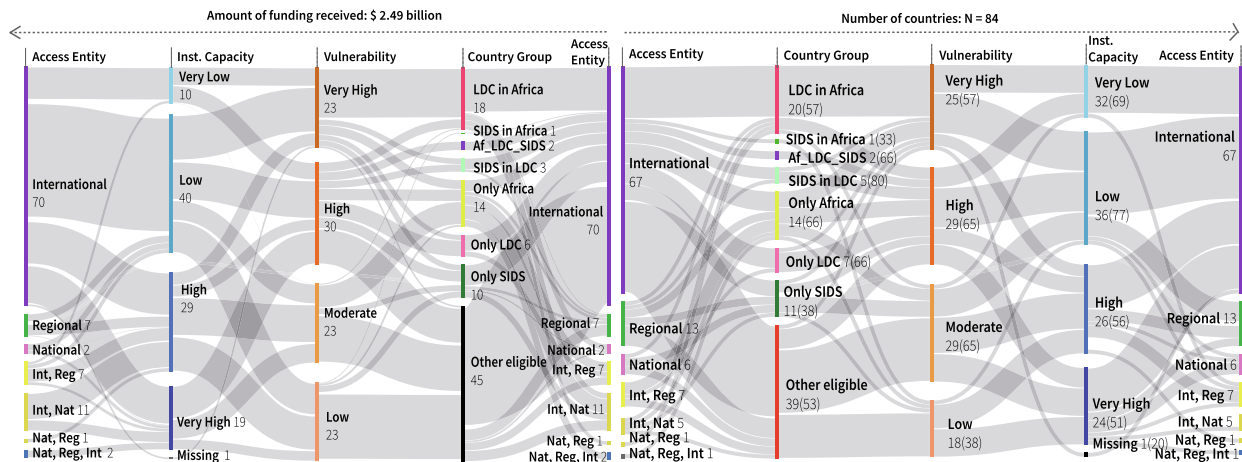 Amount of funding received: $ 2.49 billion
Access Entity
Inst. Capacity
Vulnerability
Country Group
Access
Entity
International
70
Regional 7
National 2
Int, Reg 7
Int, Nat 11
Nat, Reg 1
Nat, Reg, Int 2
Very Low
10
Low
40
High
29
Very High 19
Missing 1
Very High
23
High
30
Moderate
23
Low
23
LDC in Africa
18
SIDS in Africa 1
Af_LDC_SIDS 2
SIDS in LDC 3
Only Africa
14
Only LDC 6
Only SIDS
10
Other eligible
45
International
70
Regional 7
National 2
Int, Reg 7
Int, Nat 11
Nat, Reg 1
Nat, Reg, Int 2
Number of countries: N = 84
Access Entity
Country Group
Vulnerability
Inst.
Capacity
Access Entity
International
67
Regional 13
National 6
Int, Reg 7
Int, Nat 5
Nat, Reg 1
Nat, Reg, Int 1
LDC in Africa
20(57)
SIDS in Africa 1(33)
Af_LDC_SIDS 2(66)
SIDS in LDC 5(80)
Only Africa
14(66)
Only LDC 7(66)
Only SIDS
11(38)
Other eligible
39(53)
Very High
25(57)
High
29(65)
Moderate
29(65)
Low
18(38)
Very Low
32(69)
Low
36(77)
High
26(56)
Very High
24(51)
Missing 1(20)
International
67
Regional 13
National 6
Int, Reg 7
Int, Nat 5
Nat, Reg 1
Nat, Reg, Int 1